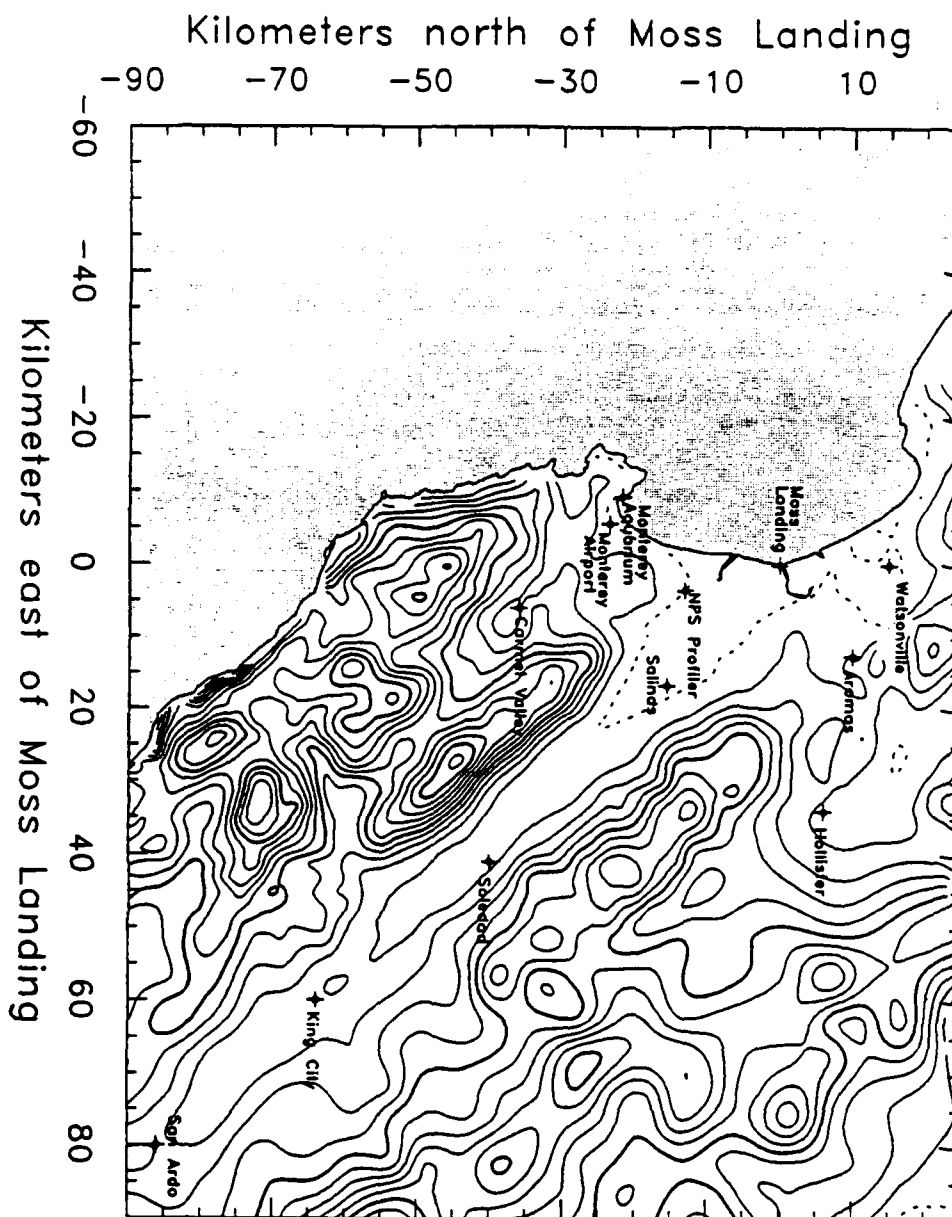 Kilometers north of Moss Landing
-90 -70 -50 -30 -10 10
-60
-40
-20
0
20
40
60
80
Kilometers east of Moss Landing
Moss
Landing
Watsonville
Aromas
Hollister
Monterey
Aquarium
Monterey
Airport
NPS Profiler
Salinas
Carmel Valley
Soledad
King City
San Ardo